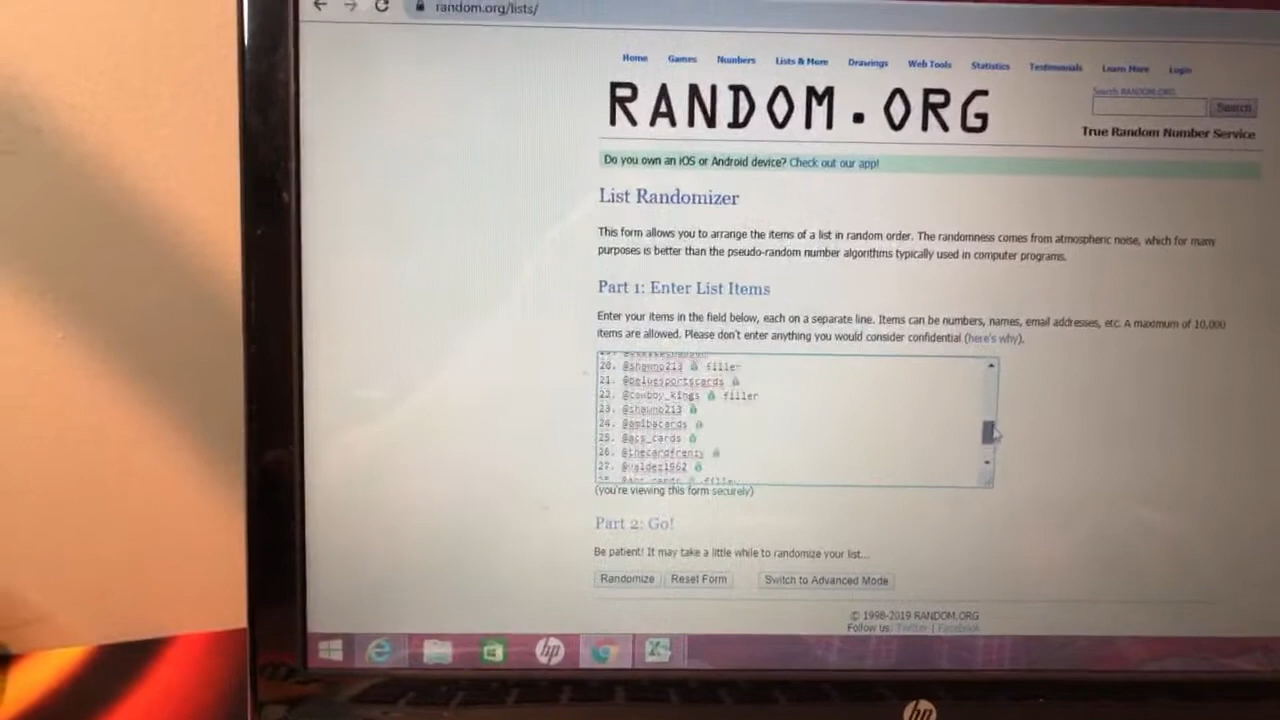 random.org/lists/
Home Games Numbers Lists & More Drawings Web Tools Statistics Testimonials Learn More Login
Search RANDOM.ORG
Search
RANDOM.ORG
True Random Number Service
Do you own an iOS or Android device? Check out our app!
List Randomizer
This form allows you to arrange the items of a list in random order. The randomness comes from atmospheric noise, which for many
purposes is better than the pseudo-random number algorithms typically used in computer programs.
Part 1: Enter List Items
Enter your items in the field below, each on a separate line. Items can be numbers, names, email addresses, etc. A maximum of 10,000
items are allowed. Please don't enter anything you would consider confidential (here's why).
20. @shauno213 filler
21. @beluesportscards
22. @cowboy_kings filler
23. @shauno213
24. @omibacards
25. @acs_cards
26. @thecardfrenzy
27. @valdez1962
(you're viewing this form securely)
Part 2: Go!
Be patient! It may take a little while to randomize your list...
Randomize Reset Form Switch to Advanced Mode
© 1998-2019 RANDOM.ORG
Follow us: Twitter | Facebook
hp
hp